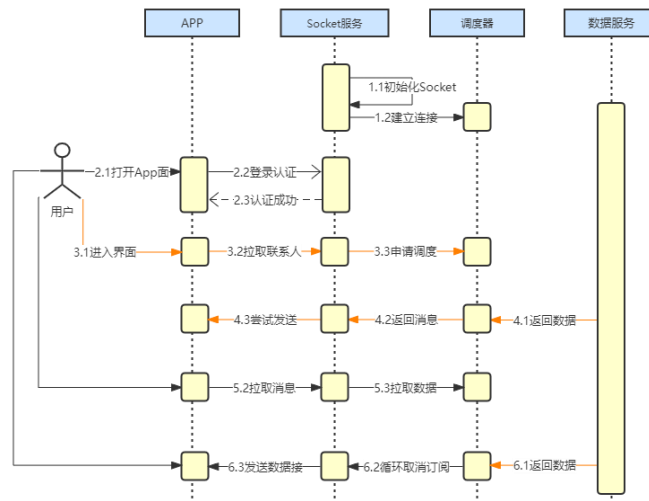 APP
Socket服务
调度器
数据服务
1.1初始化Socket
1.2建立连接
2.1打开App面
2.2登录认证
2.3认证成功
用户
3.1进入界面
3.2拉取联系人
3.3申请调度
4.3尝试发送
4.2返回消息
4.1返回数据
5.2拉取消息
5.3拉取数据
6.3发送数据接
6.2循环取消订阅
6.1返回数据